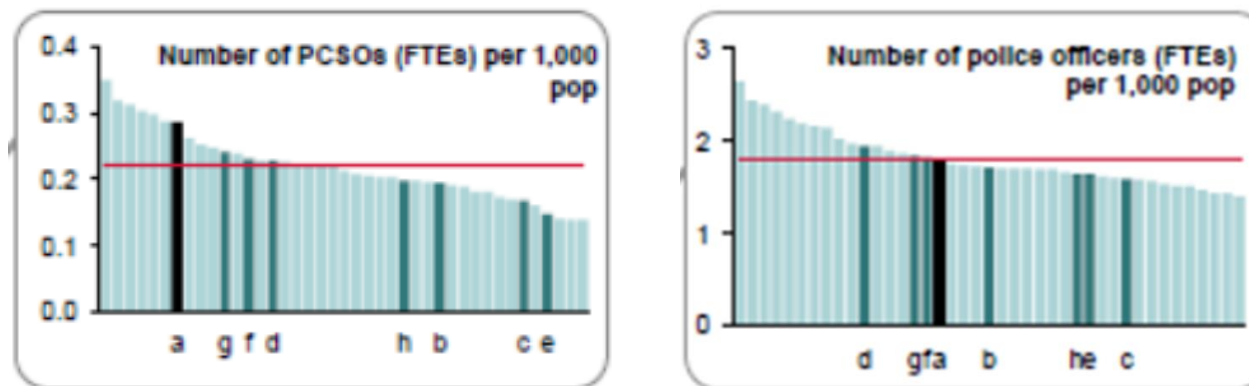 Number of PCSOs (FTEs) per 1,000
pop
0.4
0.3
0.2
0.1
0.0
a g f d h b c e
Number of police officers (FTEs)
per 1,000 pop
3
2
1
0
d gfa b he c